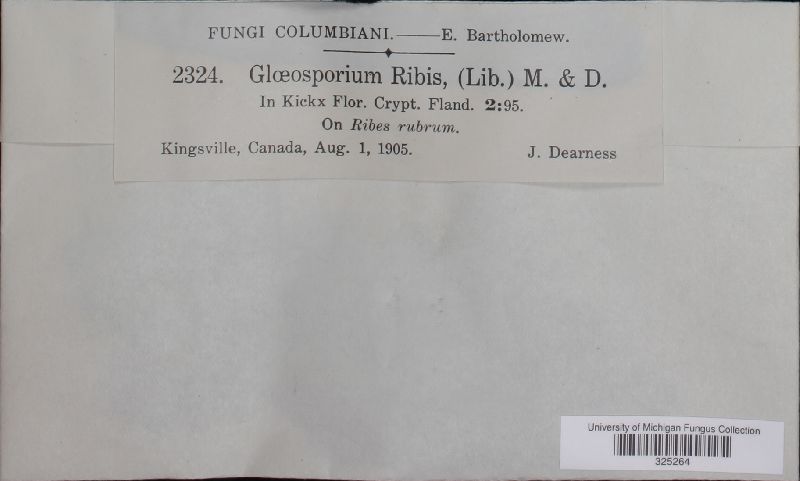 FUNGI COLUMBIANI.——E. Bartholomew.
2324. Glœosporium Ribis, (Lib.) M. & D.
In Kickx Flor. Crypt. Fland. 2:95.
On Ribes rubrum.
Kingsville, Canada, Aug. 1, 1905. J. Dearness
University of Michigan Fungus Collection
325264